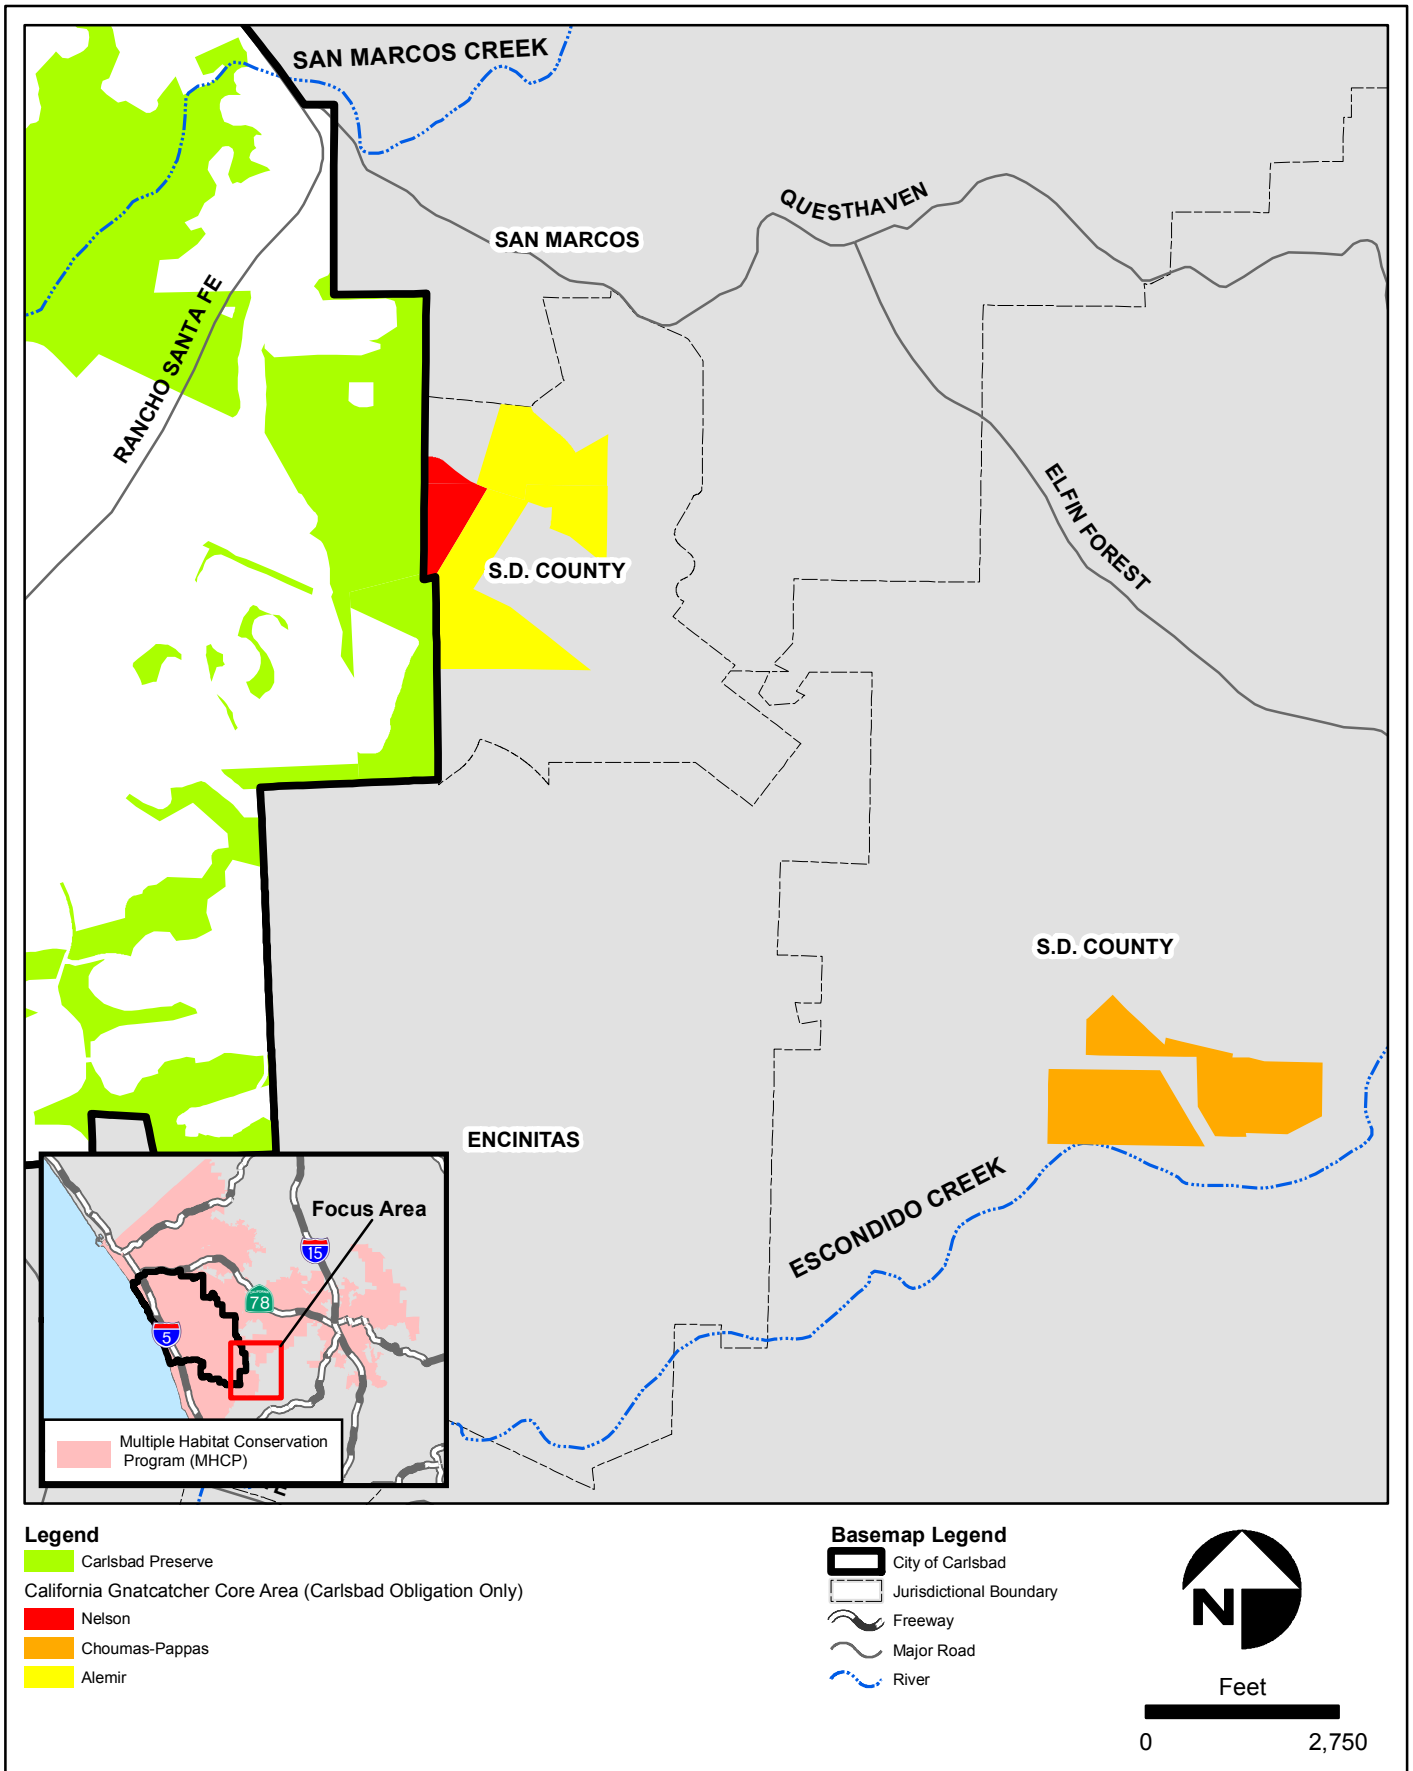 SAN MARCOS CREEK
QUESTHAVEN
SAN MARCOS
RANCHO SANTA FE
ELFIN FOREST
S.D. COUNTY
S.D. COUNTY
ENCINITAS
ESCONDIDO CREEK
Focus Area
15
78
5
Multiple Habitat Conservation
Program (MHCP)
Legend
Carlsbad Preserve
California Gnatcatcher Core Area (Carlsbad Obligation Only)
Nelson
Choumas-Pappas
Alemir
Basemap Legend
City of Carlsbad
Jurisdictional Boundary
Freeway
Major Road
River
N
Feet
0 2,750